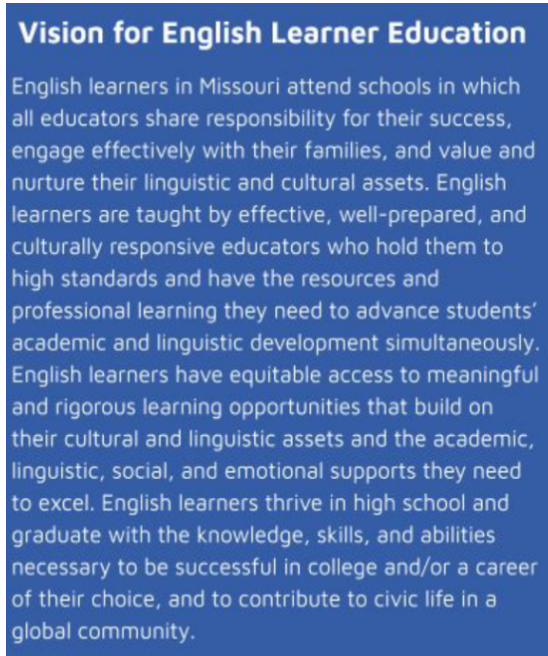 Vision for English Learner Education
English learners in Missouri attend schools in which
all educators share responsibility for their success,
engage effectively with their families, and value and
nurture their linguistic and cultural assets. English
learners are taught by effective, well-prepared, and
culturally responsive educators who hold them to
high standards and have the resources and
professional learning they need to advance students'
academic and linguistic development simultaneously.
English learners have equitable access to meaningful
and rigorous learning opportunities that build on
their cultural and linguistic assets and the academic,
linguistic, social, and emotional supports they need
to excel. English learners thrive in high school and
graduate with the knowledge, skills, and abilities
necessary to be successful in college and/or a career
of their choice, and to contribute to civic life in a
global community.